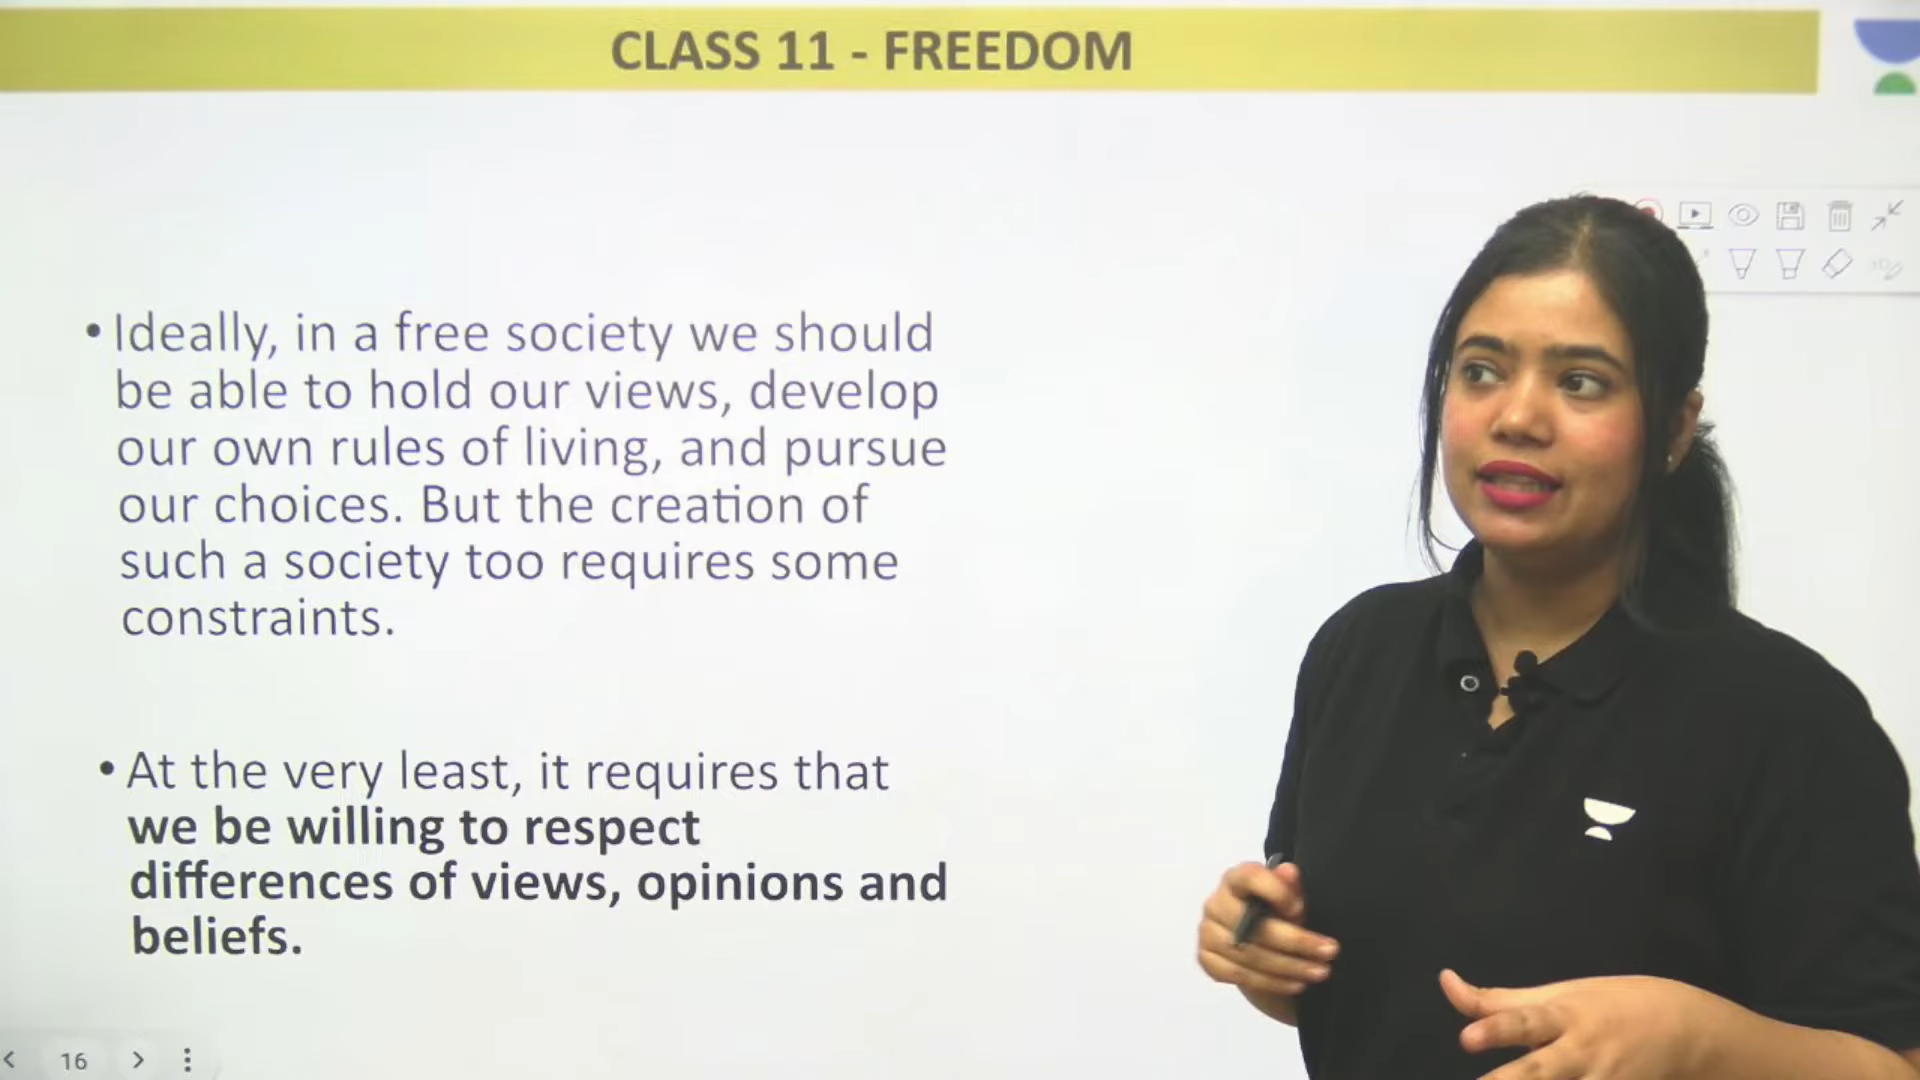 CLASS 11 - FREEDOM
• Ideally, in a free society we should
be able to hold our views, develop
our own rules of living, and pursue
our choices. But the creation of
such a society too requires some
constraints.
• At the very least, it requires that
we be willing to respect
differences of views, opinions and
beliefs.
16